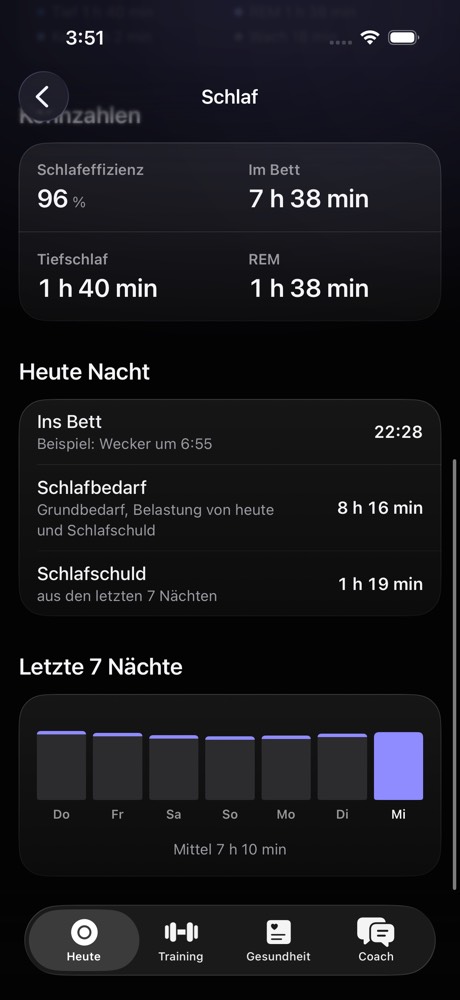 3:51
Schlaf
Kennzahlen
Schlafeffizienz
96 %
Im Bett
7 h 38 min
Tiefschlaf
1 h 40 min
REM
1 h 38 min
Heute Nacht
Ins Bett
Beispiel: Wecker um 6:55
22:28
Schlafbedarf
Grundbedarf, Belastung von heute
und Schlafschuld
8 h 16 min
Schlafschuld
aus den letzten 7 Nächten
1 h 19 min
Letzte 7 Nächte
Do Fr Sa So Mo Di Mi
Mittel 7 h 10 min
Heute Training Gesundheit Coach